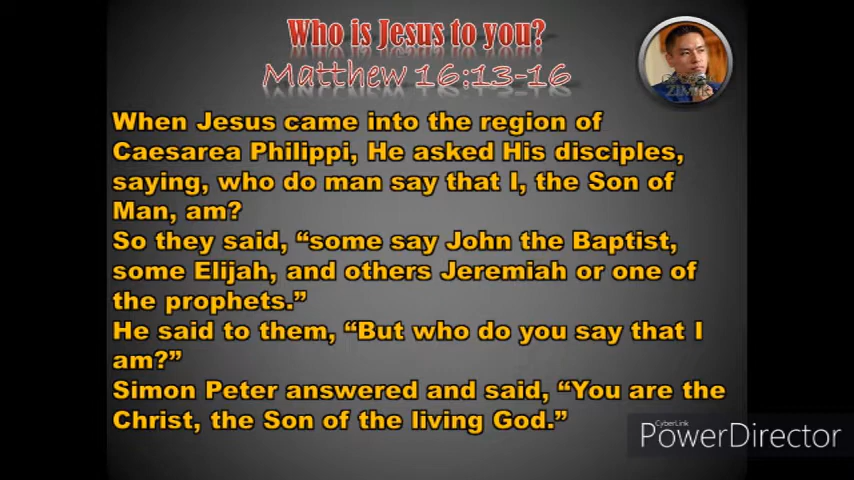 Who is Jesus to you?
Matthew 16:13-16
ZIMIK
When Jesus came into the region of
Caesarea Philippi, He asked His disciples,
saying, who do man say that I, the Son of
Man, am?
So they said, “some say John the Baptist,
some Elijah, and others Jeremiah or one of
the prophets.”
He said to them, “But who do you say that I
am?”
Simon Peter answered and said, “You are the
Christ, the Son of the living God.”
CyberLink
PowerDirector